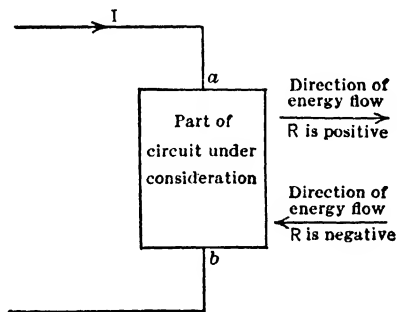 I
a
Part of
circuit under
consideration
b
Direction of
energy flow
R is positive
Direction of
energy flow
R is negative